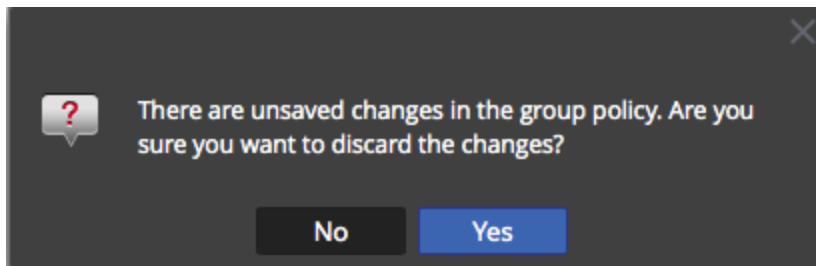 ?
There are unsaved changes in the group policy. Are you
sure you want to discard the changes?
No
Yes